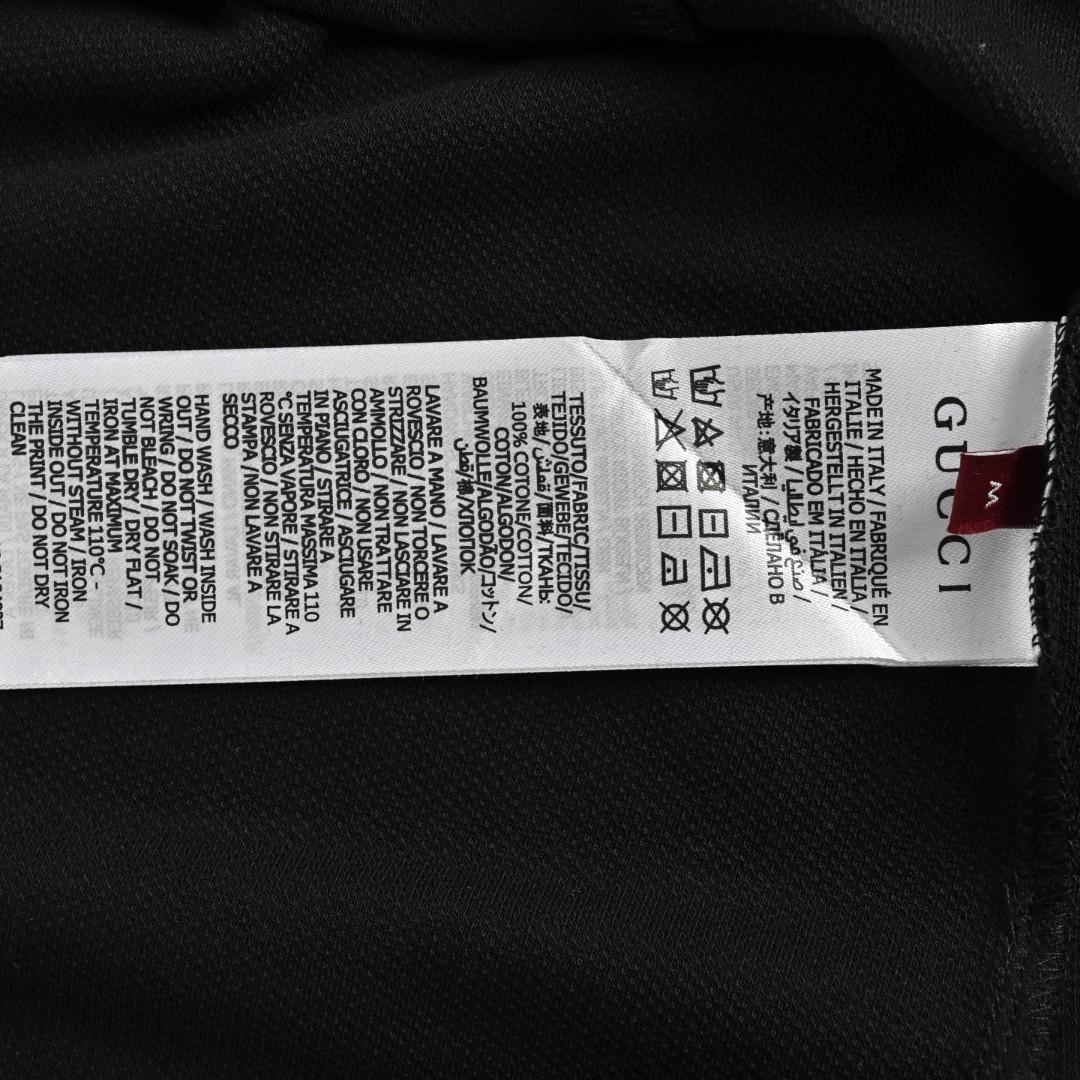 GUCCI
M
MADE IN ITALY/FABRIQUÉ EN
ITALIE / HECHO EN ITALIA /
HERGESTELLT IN ITALIEN /
FABRICADO EM ITÁLIA /
イタリア製 / صنع في إيطاليا /
产地:意大利 / СДЕЛАНО В
ИТАЛИИ
TESSUTO/FABRIC/TISSU/
TEJIDO/GEWEBE/TECIDO/
表地/قماش/面料/ТКАНЬ:
100% COTONE/COTTON/
COTON/ALGODON/
BAUMWOLLE/ALGODÃO/コットン/
قطن/棉/ХЛОПОК
LAVARE A MANO / LAVARE A
ROVESCIO / NON TORCERE O
STRIZZARE / NON LASCIARE IN
AMMOLLO / NON TRATTARE
CON CLORO / NON USARE
ASCIUGATRICE / ASCIUGARE
IN PIANO / STIRARE A
TEMPERATURA MASSIMA 110
°C SENZA VAPORE / STIRARE A
ROVESCIO / NON STIRARE LA
STAMPA / NON LAVARE A
SECCO
HAND WASH / WASH INSIDE
OUT / DO NOT TWIST OR
WRING / DO NOT SOAK / DO
NOT BLEACH / DO NOT
TUMBLE DRY / DRY FLAT /
IRON AT MAXIMUM
TEMPERATURE 110°C -
WITHOUT STEAM / IRON
INSIDE OUT / DO NOT IRON
THE PRINT / DO NOT DRY
CLEAN